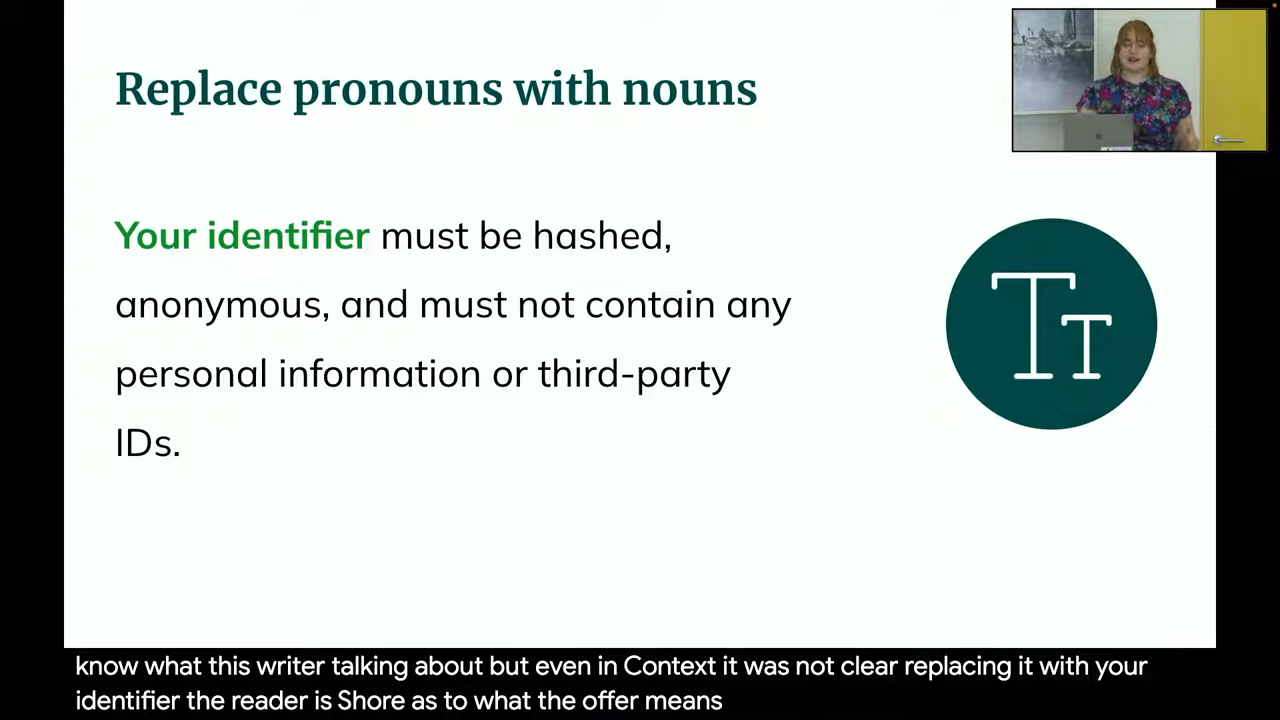 Replace pronouns with nouns
Your identifier must be hashed,
anonymous, and must not contain any
personal information or third-party
IDs.
TT
know what this writer talking about but even in Context it was not clear replacing it with your
identifier the reader is Shore as to what the offer means